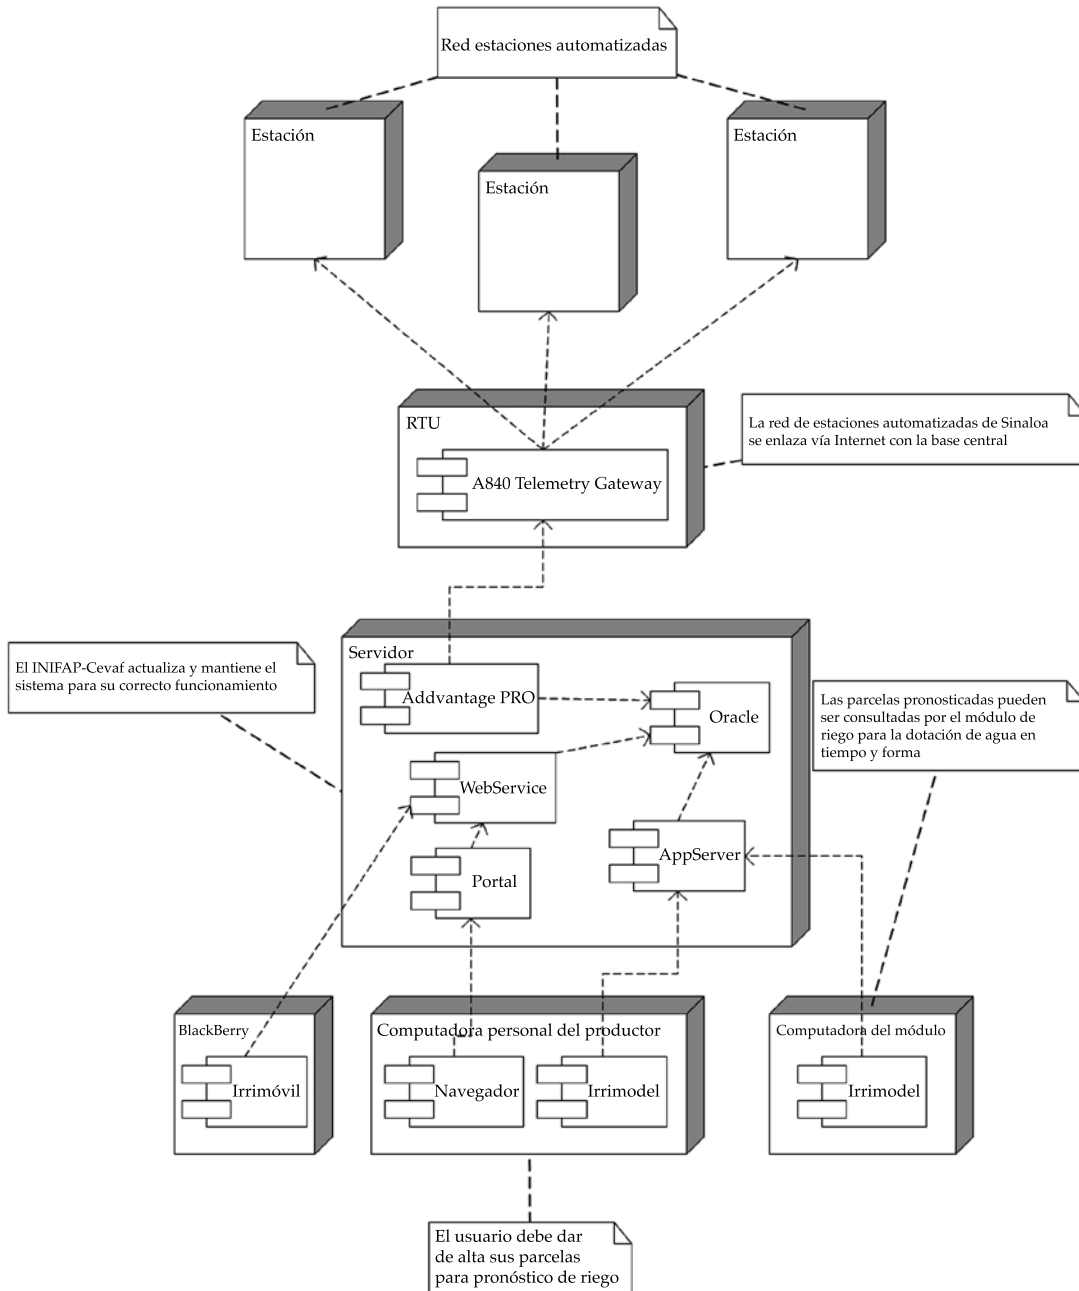 Red estaciones automatizadas
Estación
Estación
Estación
RTU
A840 Telemetry Gateway
La red de estaciones automatizadas de Sinaloa
se enlaza vía Internet con la base central
Servidor
Addvantage PRO
Oracle
WebService
AppServer
Portal
El INIFAP-Cevaf actualiza y mantiene el
sistema para su correcto funcionamiento
Las parcelas pronosticadas pueden
ser consultadas por el módulo de
riego para la dotación de agua en
tiempo y forma
BlackBerry
Irrimóvil
Computadora personal del productor
Navegador
Irrimodel
Computadora del módulo
Irrimodel
El usuario debe dar
de alta sus parcelas
para pronóstico de riego